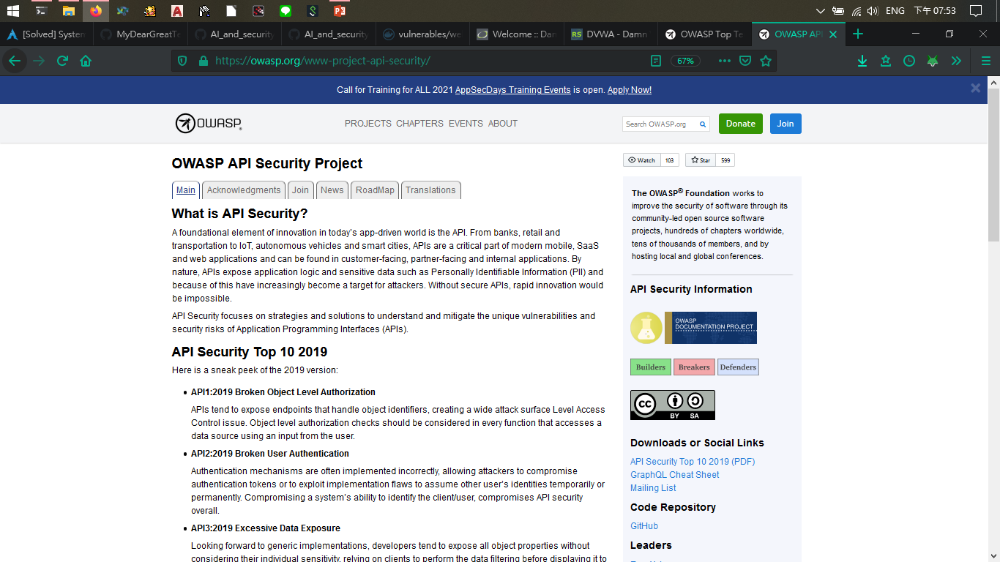 ENG
下午 07:53
[Solved] System
MyDearGreatTe
AI_and_security
AI_and_security
vulnerables/we
Welcome :: Dan
DVWA - Damn
OWASP Top Te
OWASP API
https://owasp.org/www-project-api-security/
67%
Call for Training for ALL 2021 AppSecDays Training Events is open. Apply Now!
OWASP
PROJECTS CHAPTERS EVENTS ABOUT
Search OWASP.org
Donate
Join
OWASP API Security Project
Main
Acknowledgments
Join
News
RoadMap
Translations
What is API Security?
A foundational element of innovation in today’s app-driven world is the API. From banks, retail and
transportation to IoT, autonomous vehicles and smart cities, APIs are a critical part of modern mobile, SaaS
and web applications and can be found in customer-facing, partner-facing and internal applications. By
nature, APIs expose application logic and sensitive data such as Personally Identifiable Information (PII) and
because of this have increasingly become a target for attackers. Without secure APIs, rapid innovation would
be impossible.
API Security focuses on strategies and solutions to understand and mitigate the unique vulnerabilities and
security risks of Application Programming Interfaces (APIs).
API Security Top 10 2019
Here is a sneak peek of the 2019 version:
• API1:2019 Broken Object Level Authorization
APIs tend to expose endpoints that handle object identifiers, creating a wide attack surface Level Access
Control issue. Object level authorization checks should be considered in every function that accesses a
data source using an input from the user.
• API2:2019 Broken User Authentication
Authentication mechanisms are often implemented incorrectly, allowing attackers to compromise
authentication tokens or to exploit implementation flaws to assume other user’s identities temporarily or
permanently. Compromising a system’s ability to identify the client/user, compromises API security
overall.
• API3:2019 Excessive Data Exposure
Looking forward to generic implementations, developers tend to expose all object properties without
considering their individual sensitivity, relying on clients to perform the data filtering before displaying it to
Watch 103
Star 599
The OWASP® Foundation works to
improve the security of software through its
community-led open source software
projects, hundreds of chapters worldwide,
tens of thousands of members, and by
hosting local and global conferences.
API Security Information
OWASP
DOCUMENTATION PROJECT
Builders
Breakers
Defenders
CC
BY SA
Downloads or Social Links
API Security Top 10 2019 (PDF)
GraphQL Cheat Sheet
Mailing List
Code Repository
GitHub
Leaders